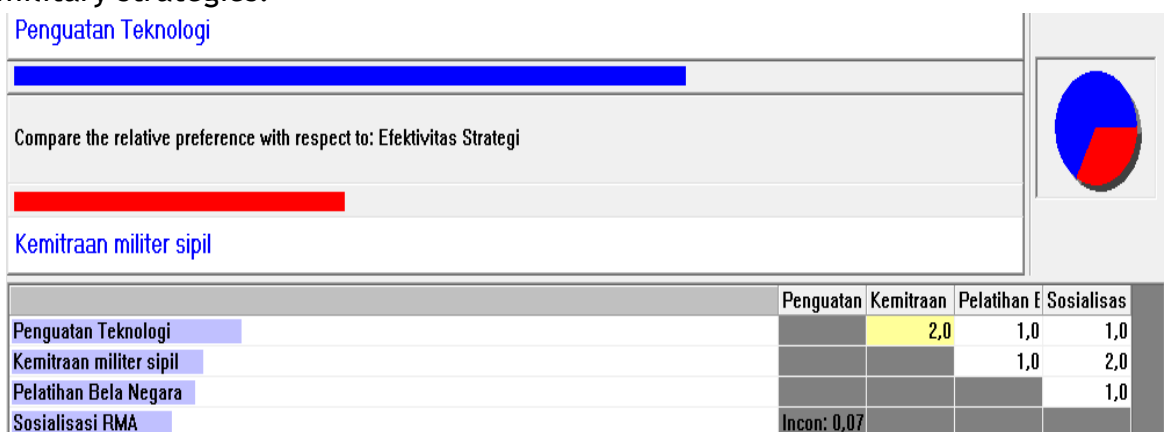 military strategies.
Penguatan Teknologi
Compare the relative preference with respect to: Efektivitas Strategi
Kemitraan militer sipil
Penguatan Kemitraan Pelatihan E Sosialisas
Penguatan Teknologi 2,0 1,0 1,0
Kemitraan militer sipil 1,0 2,0
Pelatihan Bela Negara 1,0
Sosialisasi RMA Incon: 0,07